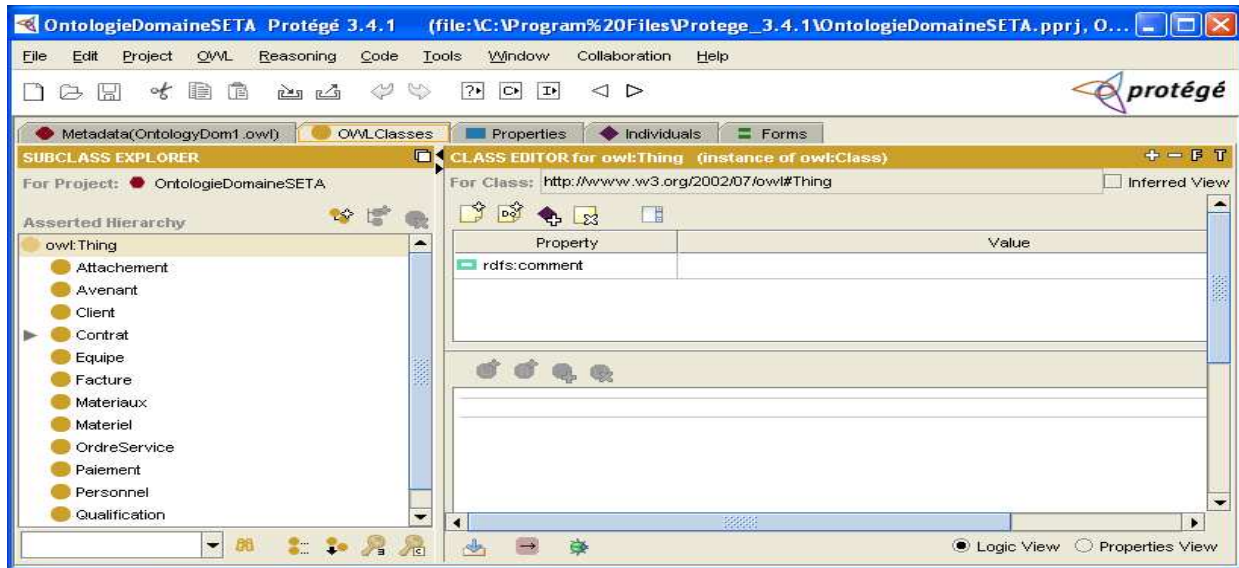 OntologieDomaineSETA Protégé 3.4.1 (file:\C:\Program%20Files\Protege_3.4.1\OntologieDomaineSETA.pprj, O...
File Edit Project OWL Reasoning Code Tools Window Collaboration Help
protégé
Metadata(OntologyDom1.owl) OWLClasses Properties Individuals Forms
SUBCLASS EXPLORER
For Project: OntologieDomaineSETA
Asserted Hierarchy
owl:Thing
Attachement
Avenant
Client
Contrat
Equipe
Facture
Materiaux
Materiel
OrdreService
Paiement
Personnel
Qualification
CLASS EDITOR for owl:Thing (instance of owl:Class)
For Class: http://www.w3.org/2002/07/owl#Thing Inferred View
Property Value
rdfs:comment
Logic View Properties View